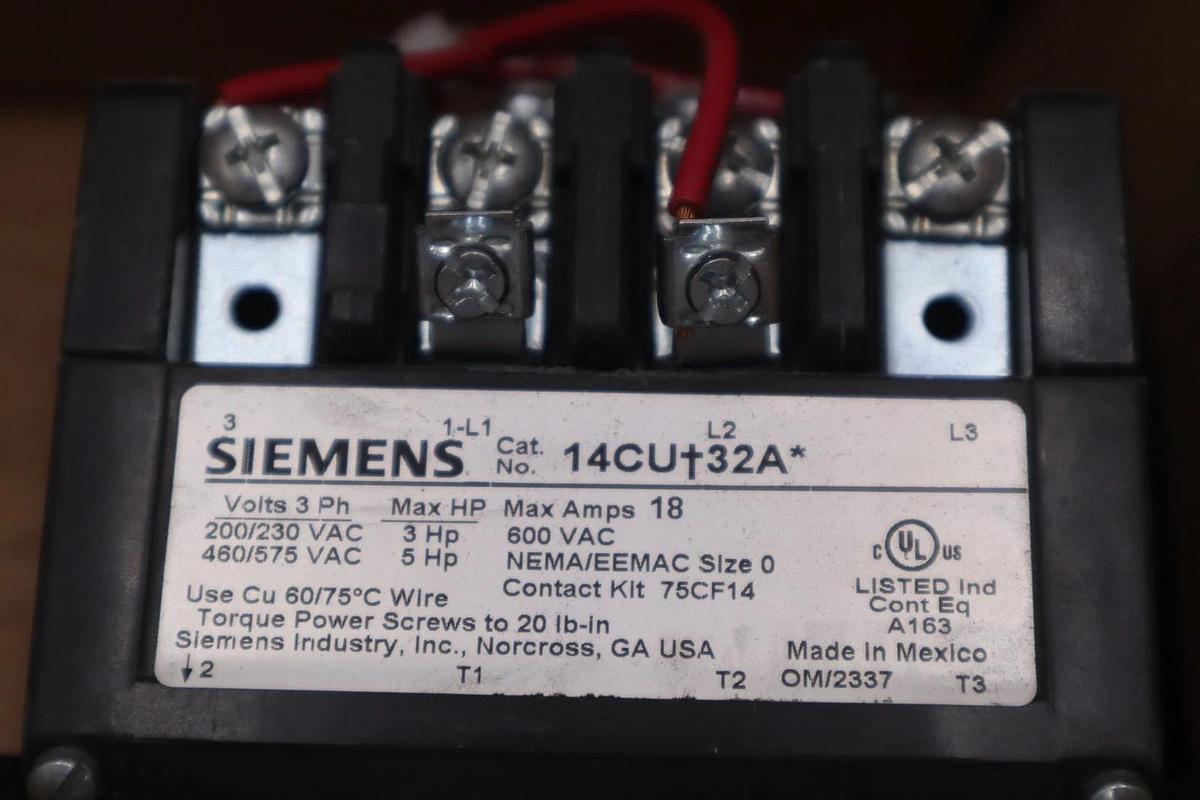 3 1-L1 L2 L3
SIEMENS Cat. No. 14CU†32A*
Volts 3 Ph Max HP Max Amps 18
200/230 VAC 3 Hp 600 VAC
460/575 VAC 5 Hp NEMA/EEMAC Size 0
Contact Kit 75CF14
C UL US
LISTED Ind
Cont Eq
A163
Use Cu 60/75°C Wire
Torque Power Screws to 20 lb-in
Siemens Industry, Inc., Norcross, GA USA
Made in Mexico
↓2 T1 T2 OM/2337 T3